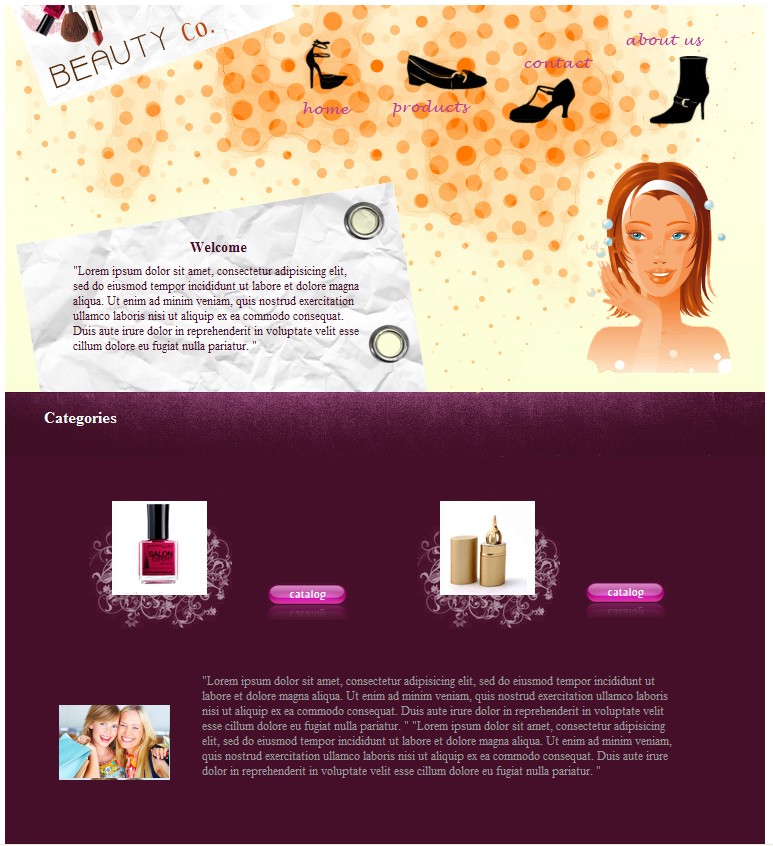 BEAUTY Co.
home
products
contact
about us
Welcome
"Lorem ipsum dolor sit amet, consectetur adipisicing elit,
sed do eiusmod tempor incididunt ut labore et dolore magna
aliqua. Ut enim ad minim veniam, quis nostrud exercitation
ullamco laboris nisi ut aliquip ex ea commodo consequat.
Duis aute irure dolor in reprehenderit in voluptate velit esse
cillum dolore eu fugiat nulla pariatur. "
Categories
SALON
catalog
catalog
"Lorem ipsum dolor sit amet, consectetur adipisicing elit, sed do eiusmod tempor incididunt ut
labore et dolore magna aliqua. Ut enim ad minim veniam, quis nostrud exercitation ullamco laboris
nisi ut aliquip ex ea commodo consequat. Duis aute irure dolor in reprehenderit in voluptate velit
esse cillum dolore eu fugiat nulla pariatur. " "Lorem ipsum dolor sit amet, consectetur adipisicing
elit, sed do eiusmod tempor incididunt ut labore et dolore magna aliqua. Ut enim ad minim veniam,
quis nostrud exercitation ullamco laboris nisi ut aliquip ex ea commodo consequat. Duis aute irure
dolor in reprehenderit in voluptate velit esse cillum dolore eu fugiat nulla pariatur. "